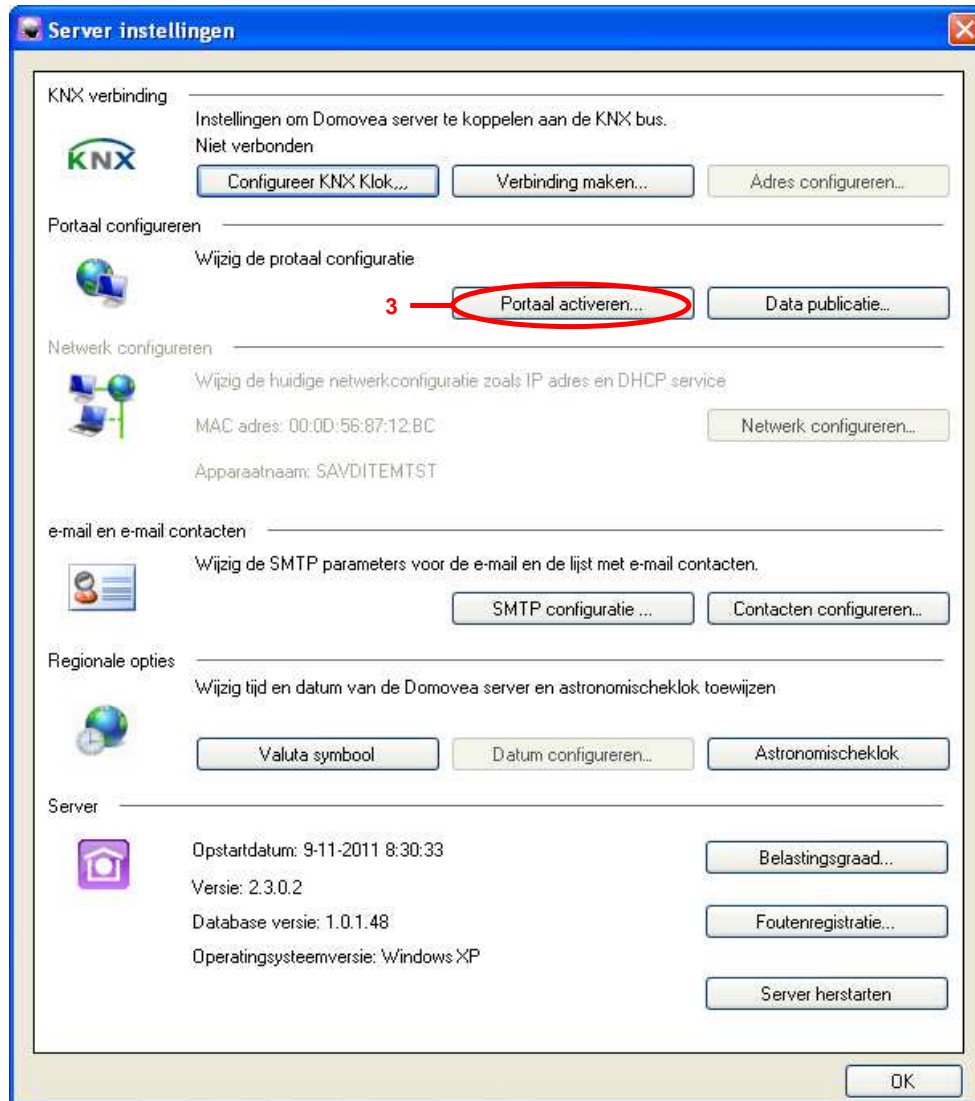 Server instellingen
KNX verbinding
Instellingen om Domovea server te koppelen aan de KNX bus.
KNX
Niet verbonden
Configureer KNX Klok,,, Verbinding maken... Adres configureren...
Portaal configureren
Wijzig de protaal configuratie
3 Portaal activeren... Data publicatie...
Netwerk configureren
Wijzig de huidige netwerkconfiguratie zoals IP adres en DHCP service
MAC adres: 00:0D:56:87:12:BC Netwerk configureren...
Apparaatnaam: SAVDITEMTST
e-mail en e-mail contacten
Wijzig de SMTP parameters voor de e-mail en de lijst met e-mail contacten.
SMTP configuratie ... Contacten configureren...
Regionale opties
Wijzig tijd en datum van de Domovea server en astronomischeklok toewijzen
Valuta symbool Datum configureren... Astronomischeklok
Server
Opstartdatum: 9-11-2011 8:30:33 Belastingsgraad...
Versie: 2.3.0.2
Database versie: 1.0.1.48 Foutenregistratie...
Operatingsysteemversie: Windows XP
Server herstarten
OK